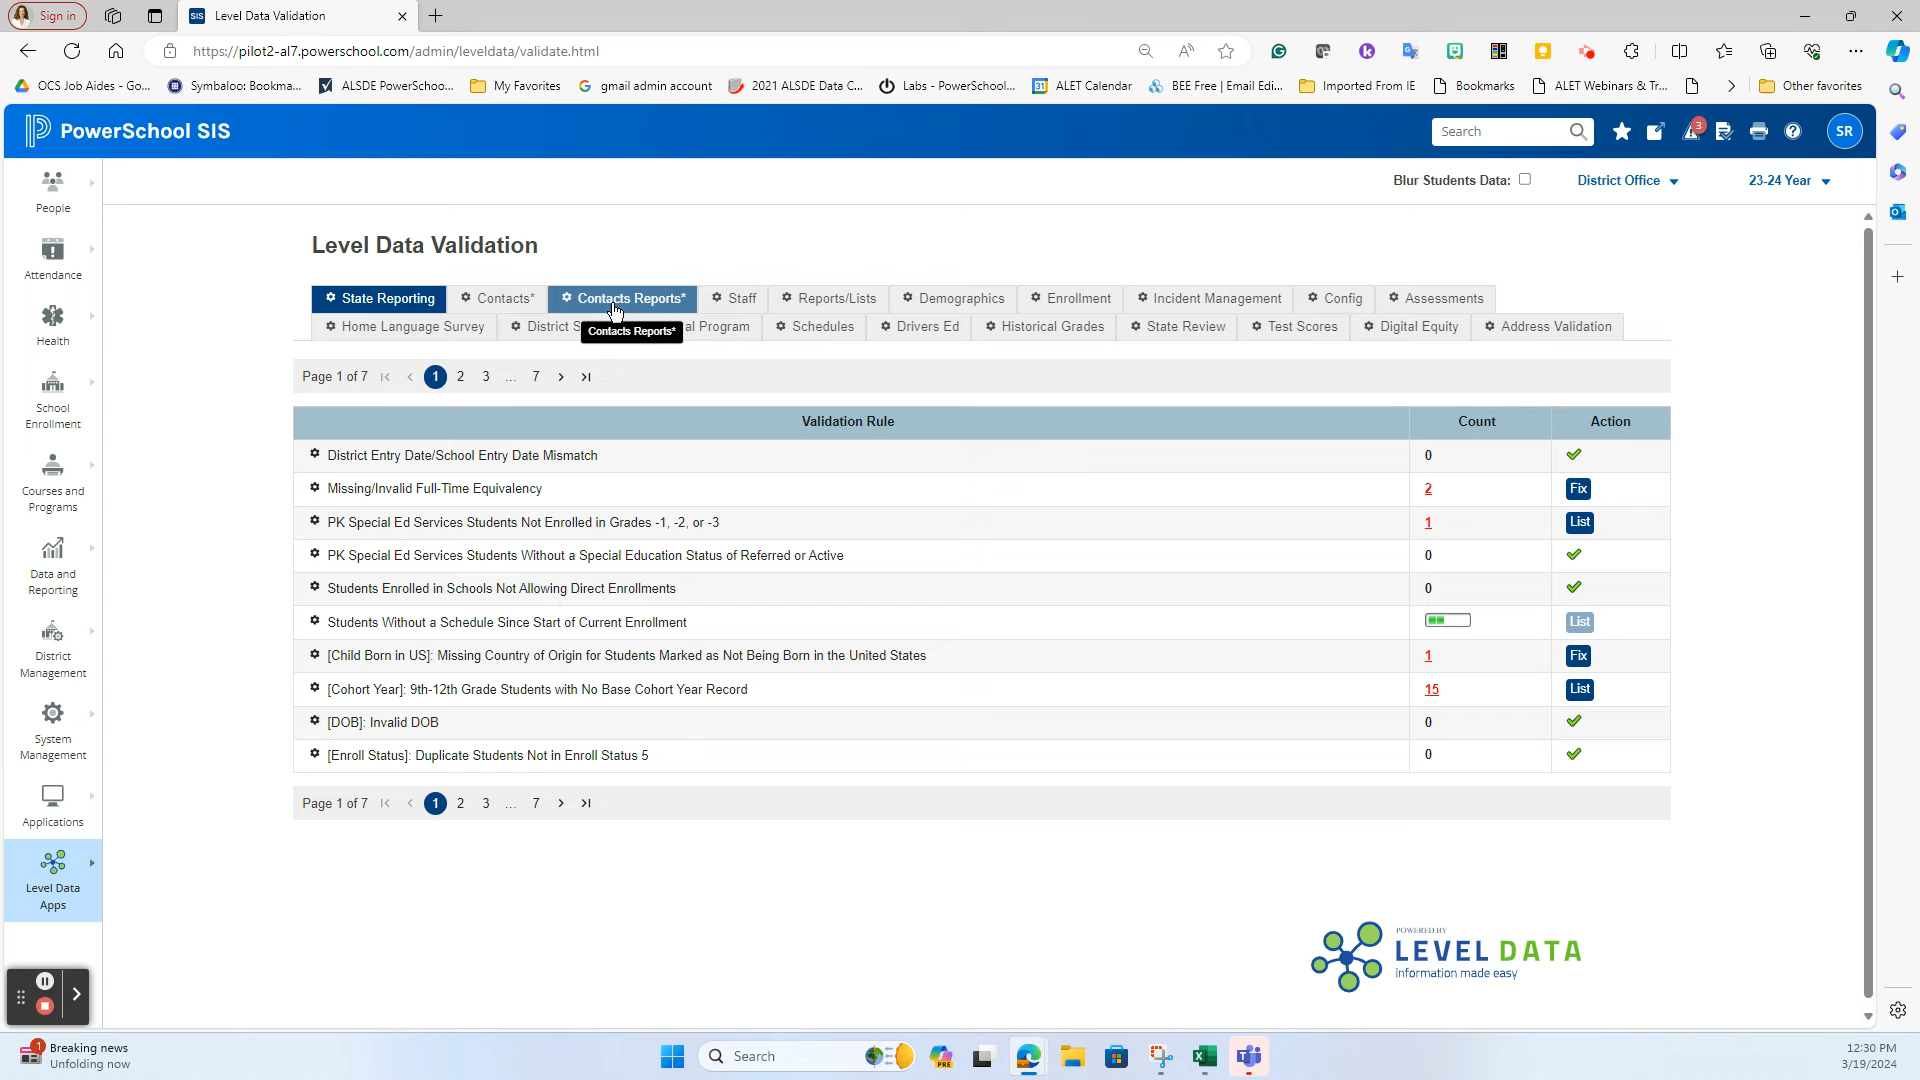 Sign in
SIS Level Data Validation
https://pilot2-al7.powerschool.com/admin/leveldata/validate.html
OCS Job Aides - Go... Symbaloo: Bookma... ALSDE PowerSchoo... My Favorites gmail admin account 2021 ALSDE Data C... Labs - PowerSchool... ALET Calendar BEE Free | Email Edi... Imported From IE Bookmarks ALET Webinars & Tr... Other favorites
PowerSchool SIS
Search
3
SR
People
Attendance
Health
School
Enrollment
Courses and
Programs
Data and
Reporting
District
Management
System
Management
Applications
Level Data
Apps
Blur Students Data: District Office 23-24 Year
Level Data Validation
State Reporting Contacts* Contacts Reports* Staff Reports/Lists Demographics Enrollment Incident Management Config Assessments
Home Language Survey District S al Program Schedules Drivers Ed Historical Grades State Review Test Scores Digital Equity Address Validation
Contacts Reports*
Page 1 of 7 1 2 3 ... 7
Validation Rule Count Action
District Entry Date/School Entry Date Mismatch 0
Missing/Invalid Full-Time Equivalency 2 Fix
PK Special Ed Services Students Not Enrolled in Grades -1, -2, or -3 1 List
PK Special Ed Services Students Without a Special Education Status of Referred or Active 0
Students Enrolled in Schools Not Allowing Direct Enrollments 0
Students Without a Schedule Since Start of Current Enrollment List
[Child Born in US]: Missing Country of Origin for Students Marked as Not Being Born in the United States 1 Fix
[Cohort Year]: 9th-12th Grade Students with No Base Cohort Year Record 15 List
[DOB]: Invalid DOB 0
[Enroll Status]: Duplicate Students Not in Enroll Status 5 0
Page 1 of 7 1 2 3 ... 7
POWERED BY
LEVEL DATA
information made easy
1
Breaking news
Unfolding now
Search
PRE
12:30 PM
3/19/2024